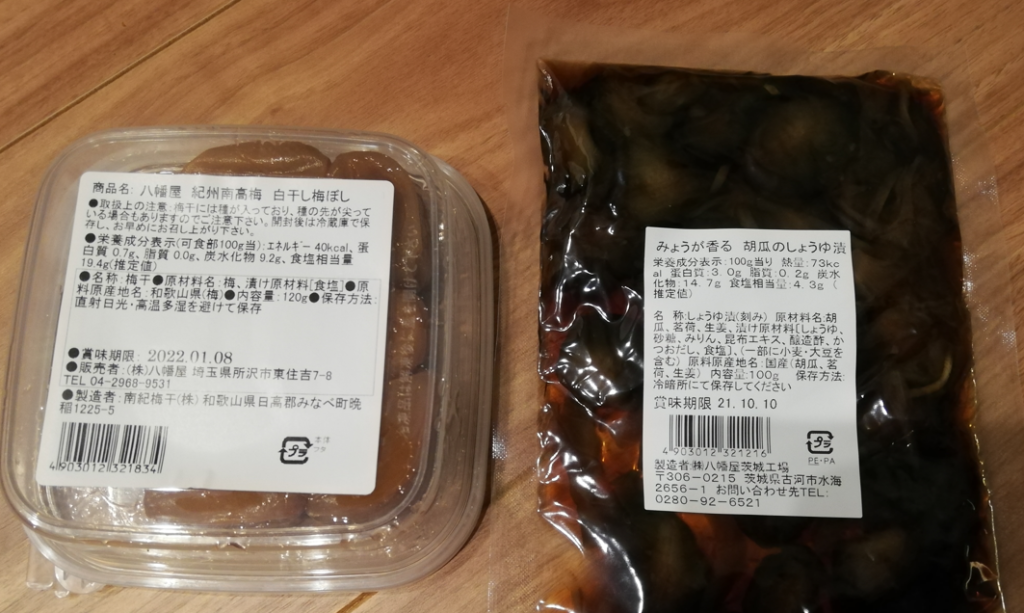 商品名: 八幡屋 紀州南高梅 白干し梅ぼし
●取扱上の注意:梅干には種が入っており、種の先が尖って
いる場合もありますのでご注意下さい。開封後は冷蔵庫で保
存し、お早めにお召し上がり下さい。
●栄養成分表示(可食部100g当):エネルギー 40kcal、蛋
白質 0.7g、脂質 0.0g、炭水化物 9.2g、食塩相当量
19.4g(推定値)
●名称:梅干●原材料名:梅、漬け原材料[食塩]●原
料原産地名:和歌山県(梅)●内容量:120g●保存方法:
直射日光・高温多湿を避けて保存
●賞味期限: 2022.01.08
●販売者:(株)八幡屋 埼玉県所沢市東住吉7-8
TEL 04-2968-9531
●製造者:南紀梅干(株) 和歌山県日高郡みなべ町晩
稲1225-5
4903012321834
プラ
本体
フタ
みょうが香る 胡瓜のしょうゆ漬
栄養成分表示:100g当り 熱量:73kc
al 蛋白質:3.0g 脂質:0.2g 炭水
化物:14.7g 食塩相当量:4.3g(
推定値)
名 称:しょうゆ漬(刻み) 原材料名:胡
瓜、茗荷、生姜、漬け原材料[しょうゆ、
砂糖、みりん、昆布エキス、醸造酢、か
つおだし、食塩]、(一部に小麦・大豆を
含む) 原料原産地名:国産(胡瓜、茗
荷、生姜) 内容量:100g 保存方法:
冷暗所にて保存してください
賞味期限 21.10.10
4903012321216
プラ
PE-PA
製造者:㈱八幡屋茨城工場
〒306-0215 茨城県古河市水海
2656-1 お問い合わせ先TEL:
0280-92-6521